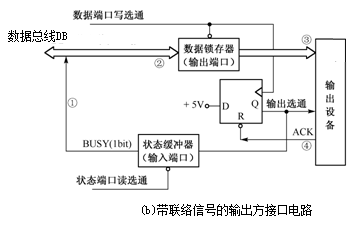 数据端口写选通
数据总线DB
数据锁存器
(输出端口)
②
③
①
+ 5V
D
Q
R
输出选通
输出设备
ACK
④
BUSY(1bit)
状态缓冲器
(输入端口)
状态端口读选通
(b)带联络信号的输出方接口电路